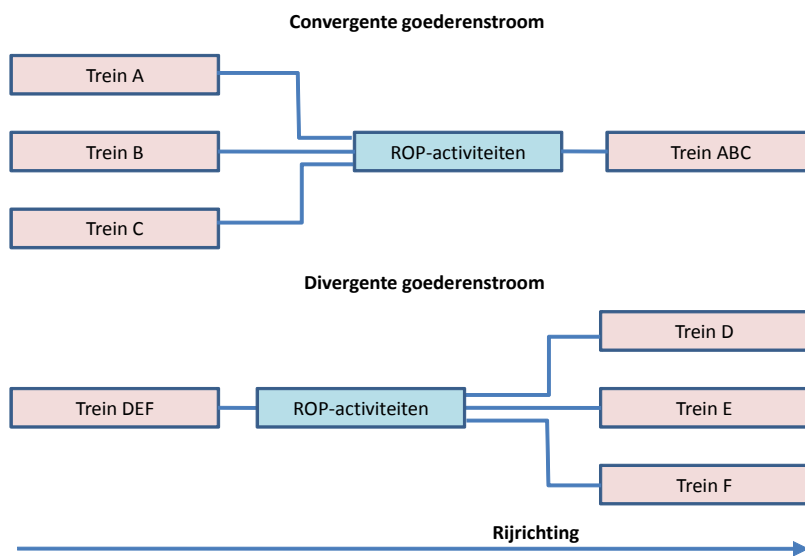 Convergente goederenstroom
Trein A
Trein B
ROP-activiteiten
Trein ABC
Trein C
Divergente goederenstroom
Trein D
Trein DEF
ROP-activiteiten
Trein E
Trein F
Rijrichting